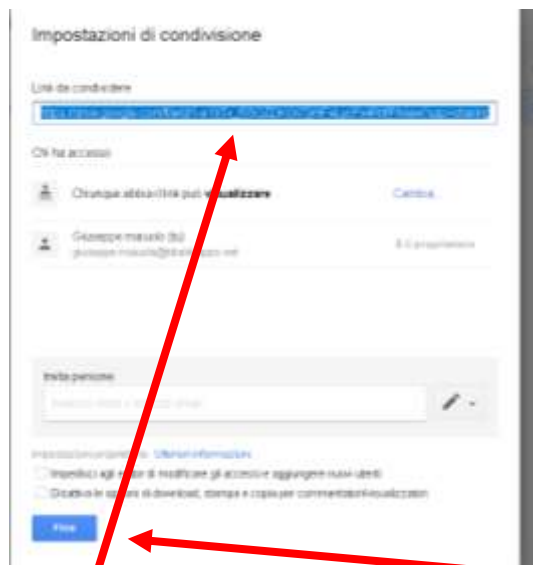 Impostazioni di condivisione
Link da condividere
Chi ha accesso
Chiunque abbia il link può visualizzare
Cambia...
Giuseppe (tu)
È il proprietario
Invita persone
Impostazioni proprietario Ulteriori informazioni
Impedisci agli editor di modificare gli accessi e aggiungere nuovi utenti
Disattiva le opzioni di download, stampa e copia per commentatori/visualizzatori
Fine